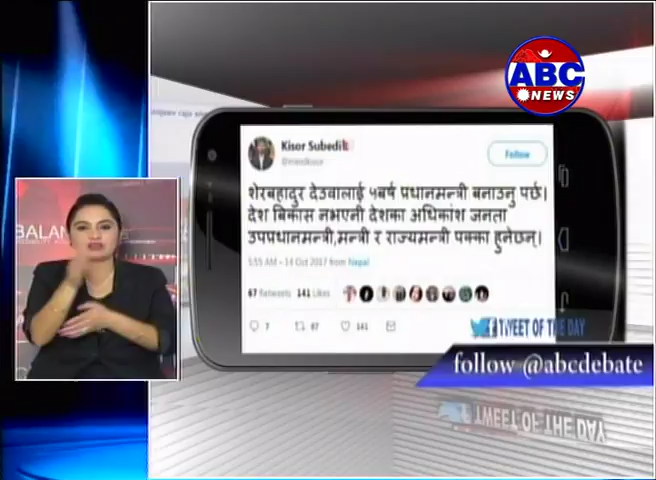 ABC
NEWS
Kisor Subedi
Follow
शेरबहादुर देउवालाई ५बर्ष प्रधानमन्त्री बनाउनु पर्छ।
देश बिकास नभएनी देशका अधिकांश जनता
उपप्रधानमन्त्री,मन्त्री र राज्यमन्त्री पक्का हुनेछन्।
5:55 AM - 14 Oct 2017 from Nepal
67 Retweets 141 Likes
7 67 141
TWEET OF THE DAY
follow @abcdebate
TWEET OF THE DAY
BALAN